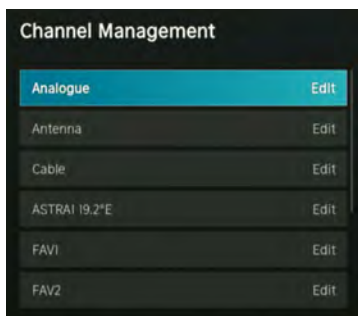 Channel Management
Analogue Edit
Antenna Edit
Cable Edit
ASTRA1 19.2°E Edit
FAV1 Edit
FAV2 Edit